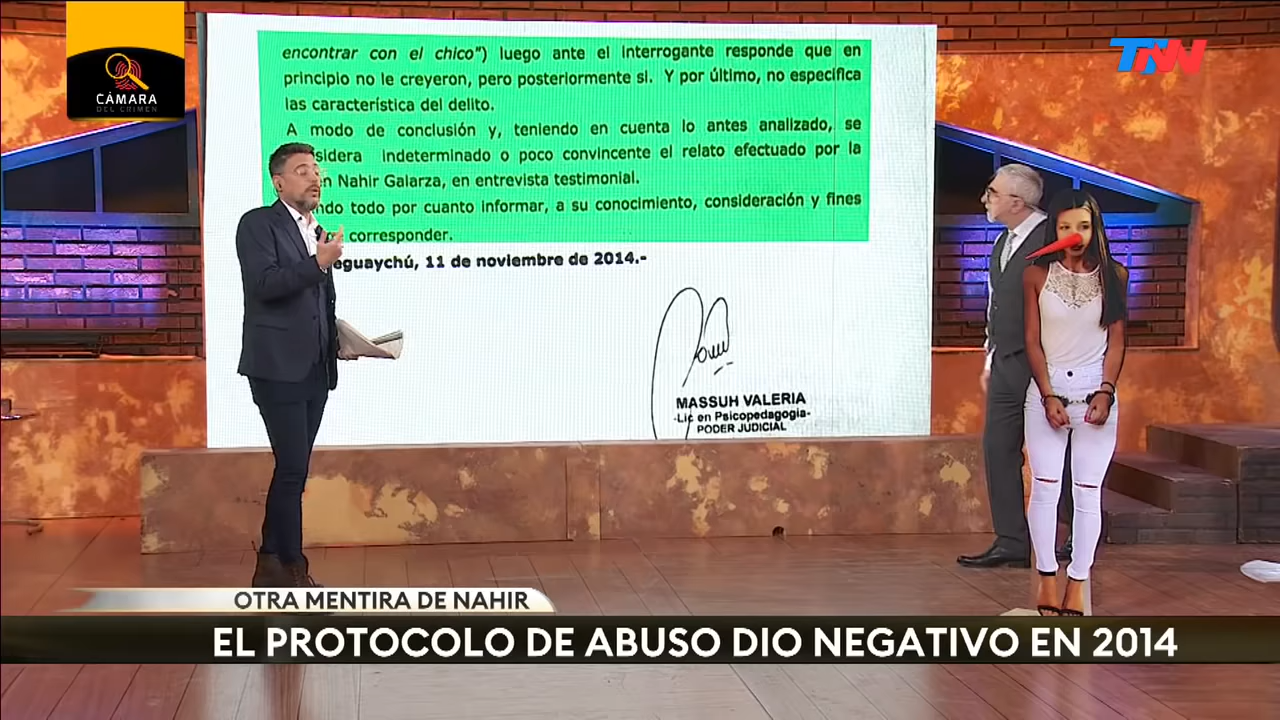 CÁMARA
DEL CRIMEN
TN
encontrar con el chico") luego ante el interrogante responde que en
principio no le creyeron, pero posteriormente si. Y por último, no especifica
las característica del delito.
A modo de conclusión y, teniendo en cuenta lo antes analizado, se
sidera indeterminado o poco convincente el relato efectuado por la
en Nahir Galarza, en entrevista testimonial.
ndo todo por cuanto informar, a su conocimiento, consideración y fines
corresponder.
eguaychú, 11 de noviembre de 2014.-
MASSUH VALERIA
-Lic en Psicopedagogia-
PODER JUDICIAL
OTRA MENTIRA DE NAHIR
EL PROTOCOLO DE ABUSO DIO NEGATIVO EN 2014